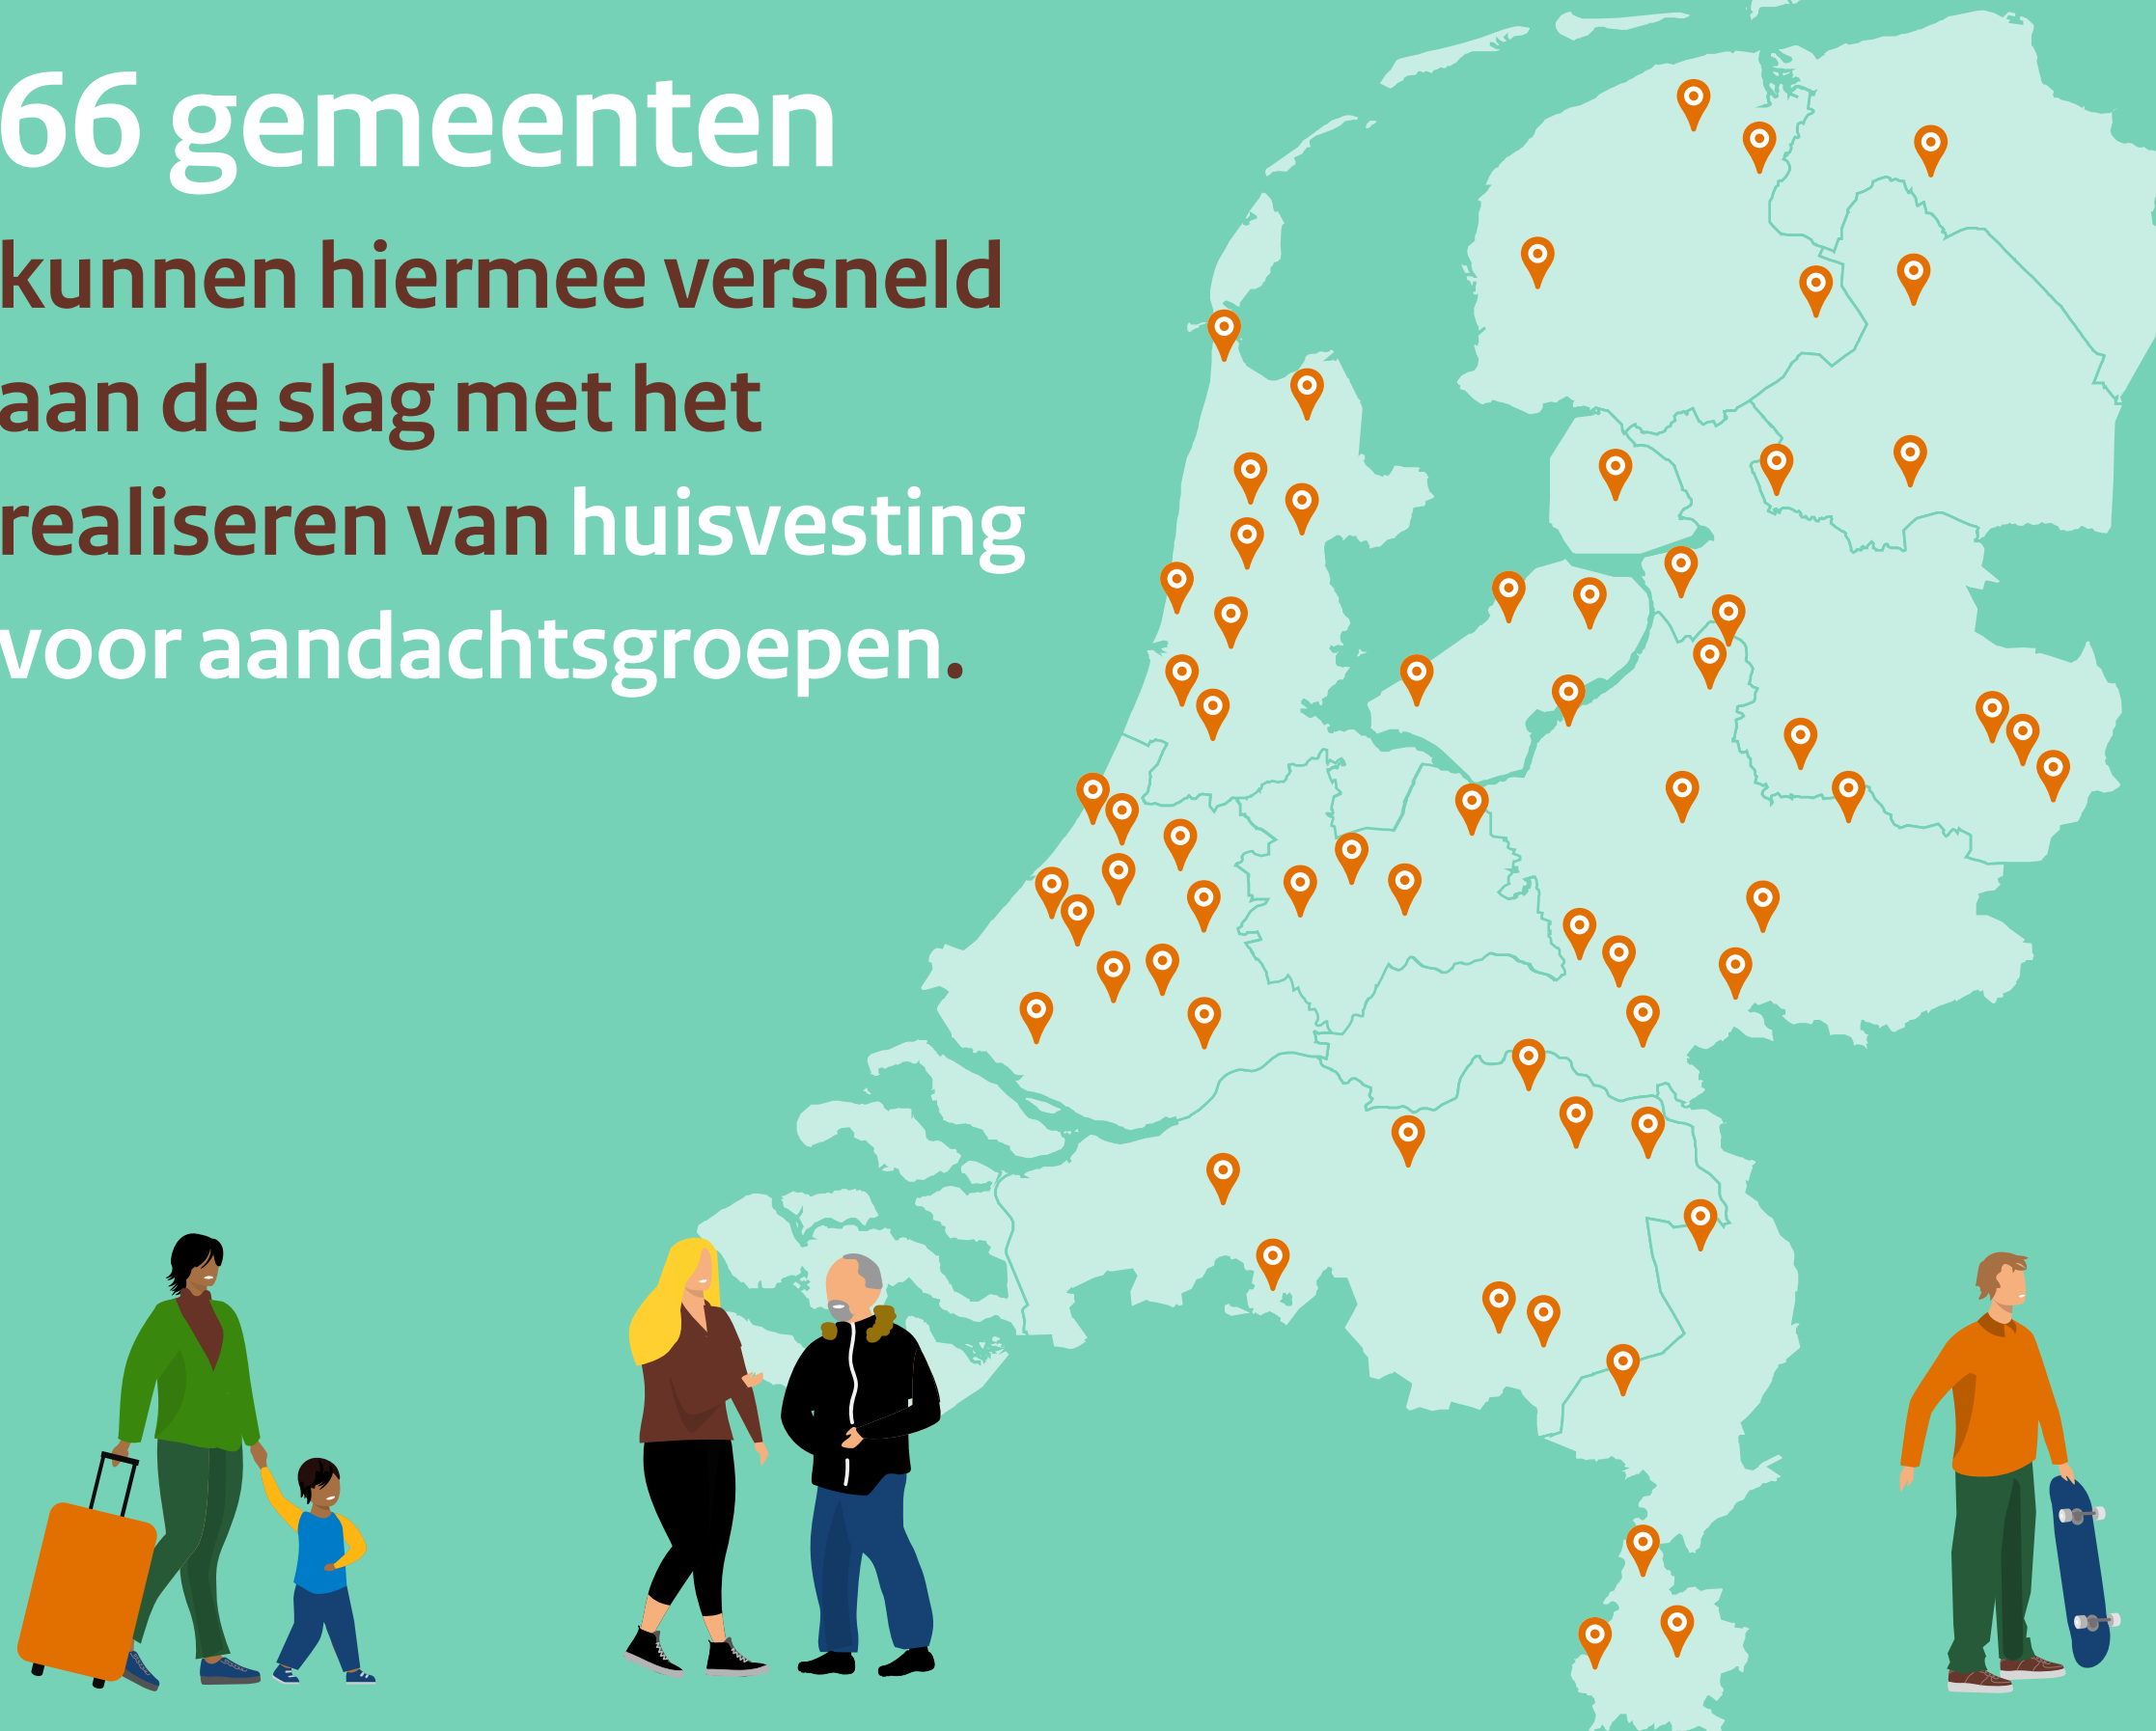 66 gemeenten
kunnen hiermee versneld
aan de slag met het
realiseren van huisvesting
voor aandachtsgroepen.